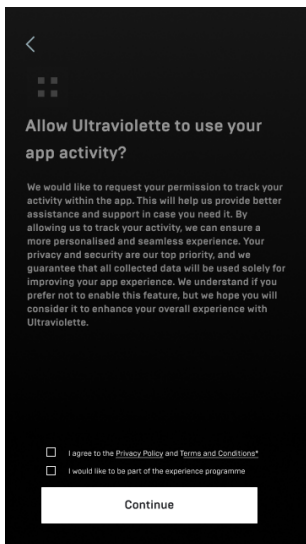 Allow Ultraviolette to use your
app activity?
We would like to request your permission to track your
activity within the app. This will help us provide better
assistance and support in case you need it. By
allowing us to track your activity, we can ensure a
more personalised and seamless experience. Your
privacy and security are our top priority, and we
guarantee that all collected data will be used solely for
improving your app experience. We understand if you
prefer not to enable this feature, but we hope you will
consider it to enhance your overall experience with
Ultraviolette.
I agree to the Privacy Policy and Terms and Conditions*
I would like to be part of the experience programme
Continue